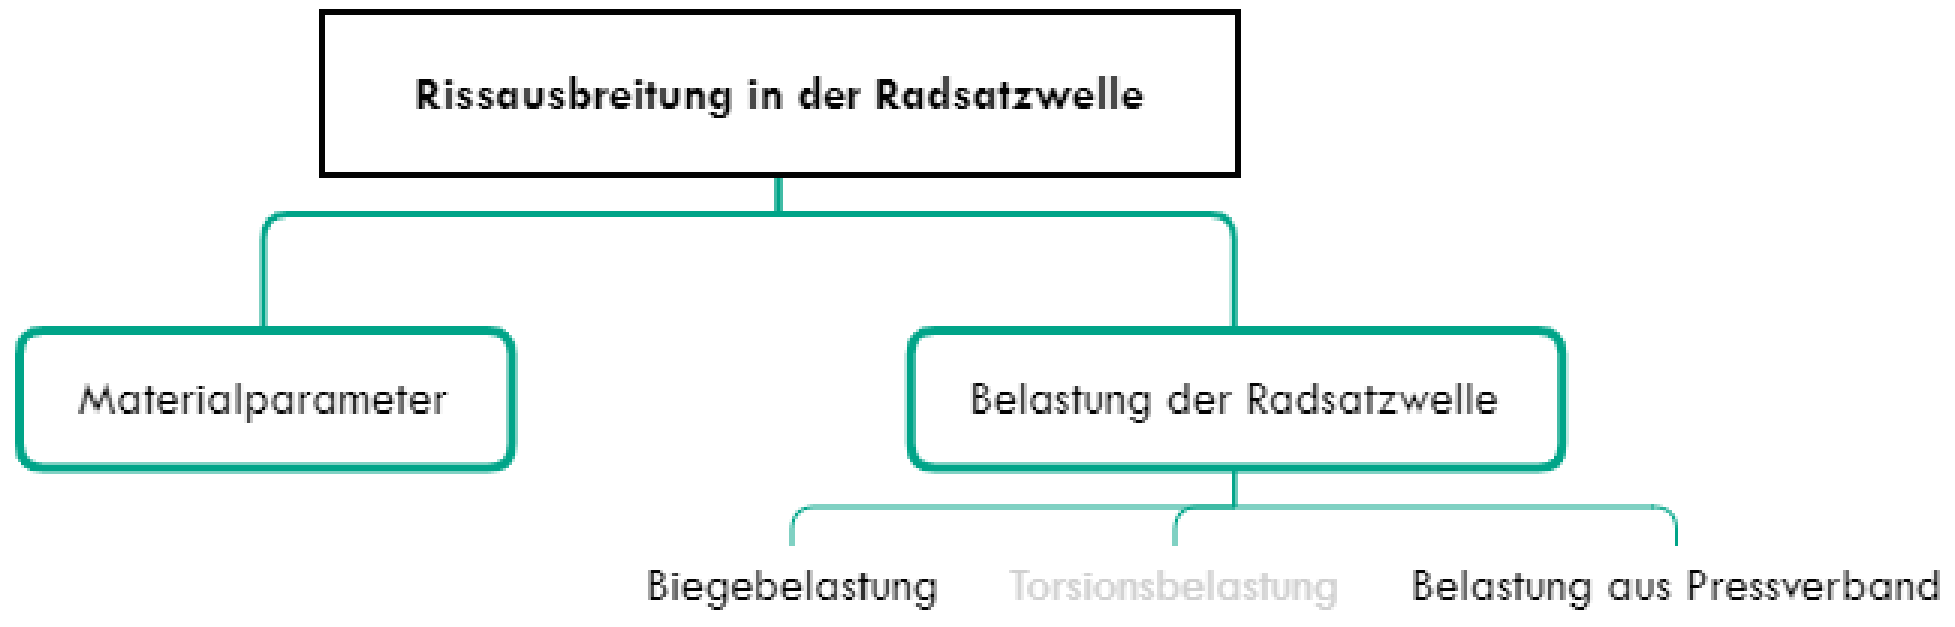 Rissausbreitung in der Radsatzwelle
Materialparameter
Belastung der Radsatzwelle
Biegebelastung
Torsionsbelastung
Belastung aus Pressverband